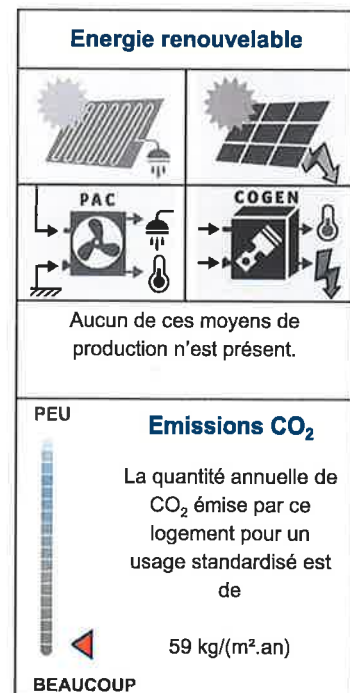 Energie renouvelable
PAC
COGEN
Aucun de ces moyens de
production n'est présent.
PEU
Emissions CO₂
La quantité annuelle de
CO₂ émise par ce
logement pour un
usage standardisé est
de
59 kg/(m².an)
BEAUCOUP